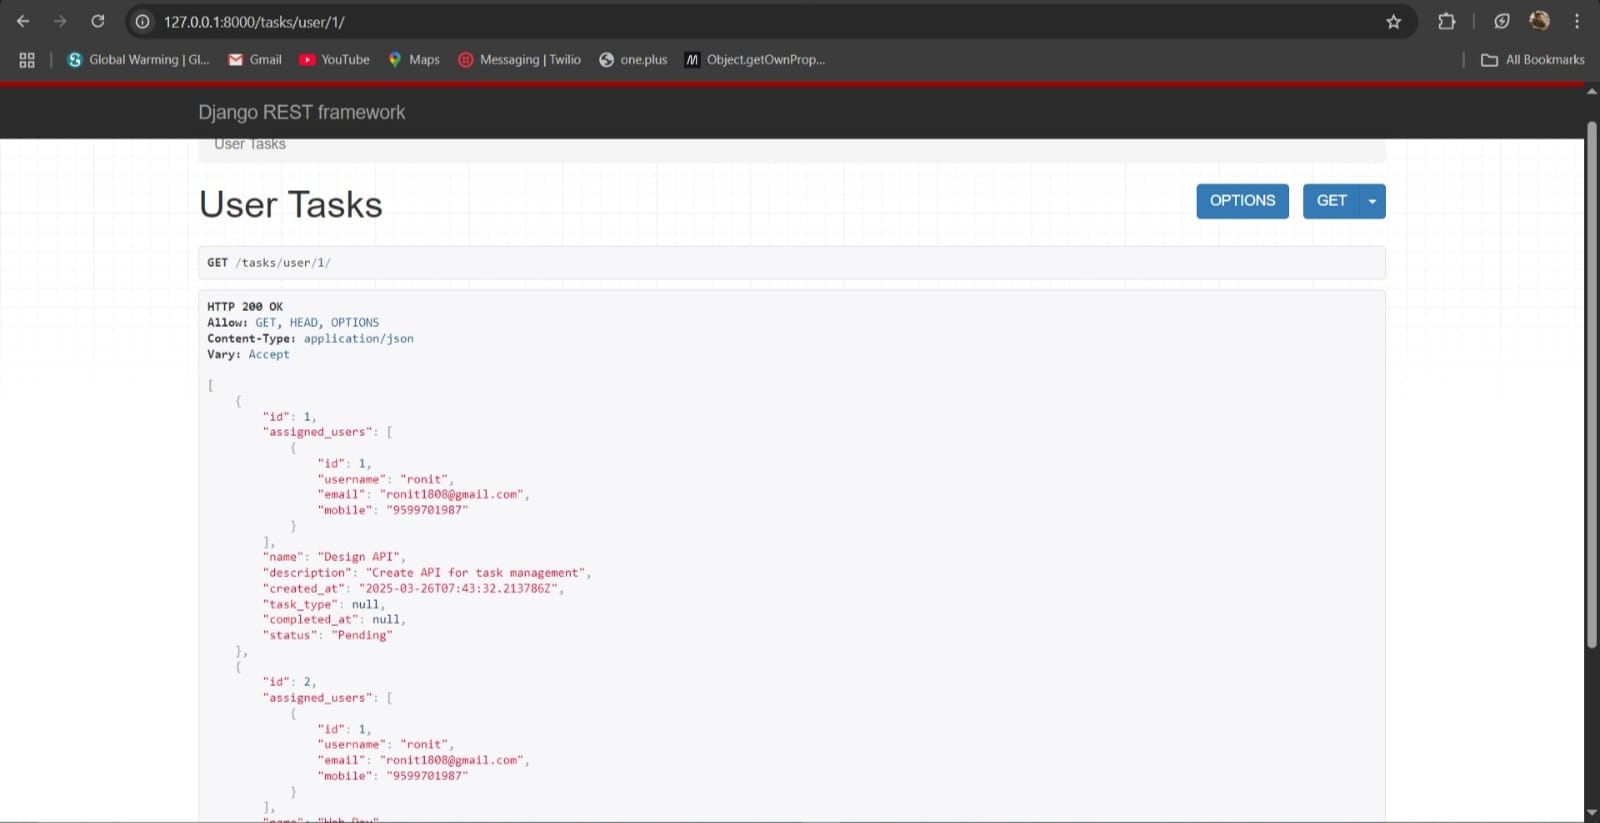 127.0.0.1:8000/tasks/user/1/
Global Warming | Gl...
Gmail
YouTube
Maps
Messaging | Twilio
one.plus
Object.getOwnProp...
All Bookmarks
Django REST framework
User Tasks
User Tasks
OPTIONS
GET
GET /tasks/user/1/
HTTP 200 OK
Allow: GET, HEAD, OPTIONS
Content-Type: application/json
Vary: Accept
[
{
"id": 1,
"assigned_users": [
{
"id": 1,
"username": "ronit",
"email": "ronit1808@gmail.com",
"mobile": "9599701987"
}
],
"name": "Design API",
"description": "Create API for task management",
"created_at": "2025-03-26T07:43:32.213786Z",
"task_type": null,
"completed_at": null,
"status": "Pending"
},
{
"id": 2,
"assigned_users": [
{
"id": 1,
"username": "ronit",
"email": "ronit1808@gmail.com",
"mobile": "9599701987"
}
],
"name": "Web Dev"